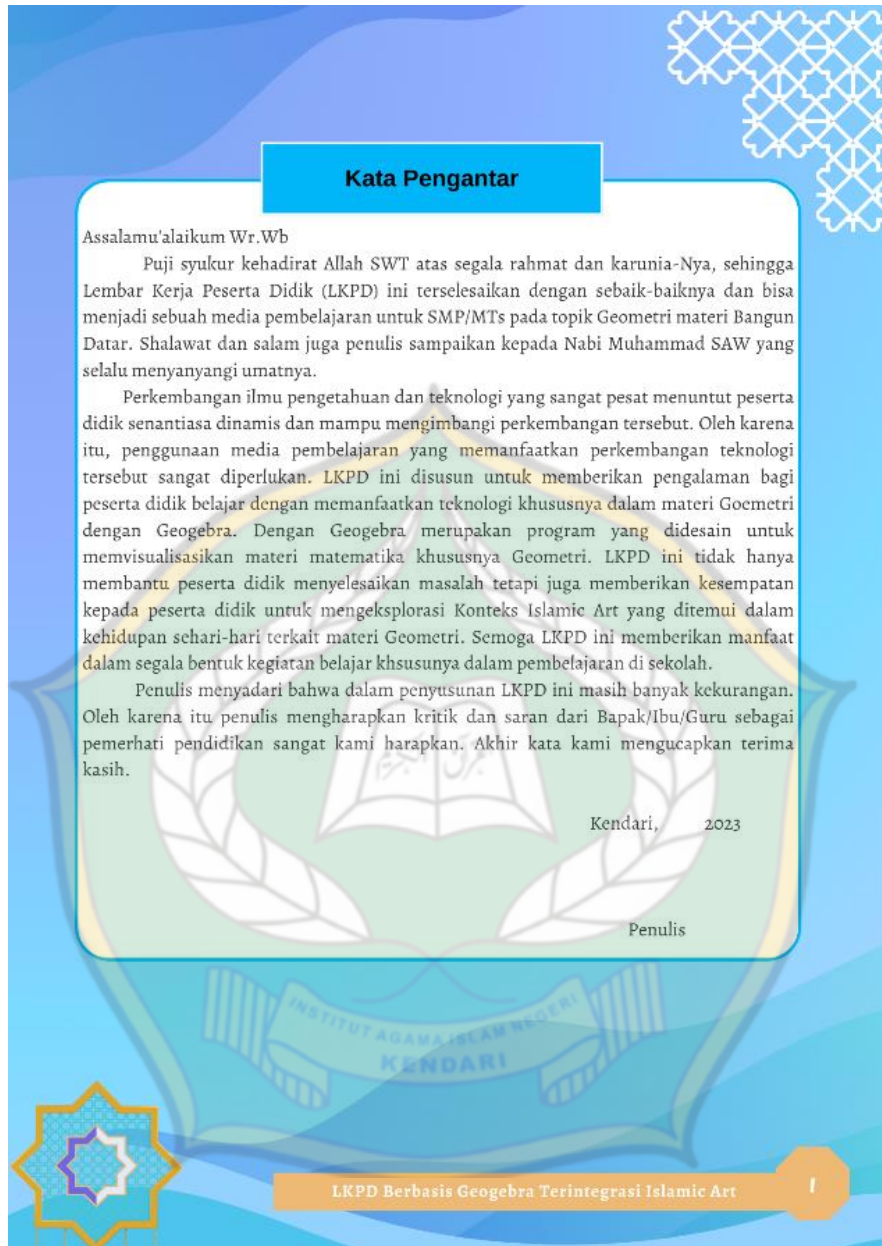 Kata Pengantar
Assalamu'alaikum Wr.Wb
Puji syukur kehadirat Allah SWT atas segala rahmat dan karunia-Nya, sehingga
Lembar Kerja Peserta Didik (LKPD) ini terselesaikan dengan sebaik-baiknya dan bisa
menjadi sebuah media pembelajaran untuk SMP/MTs pada topik Geometri materi Bangun
Datar. Shalawat dan salam juga penulis sampaikan kepada Nabi Muhammad SAW yang
selalu menyanyangi umatnya.
Perkembangan ilmu pengetahuan dan teknologi yang sangat pesat menuntut peserta
didik senantiasa dinamis dan mampu mengimbangi perkembangan tersebut. Oleh karena
itu, penggunaan media pembelajaran yang memanfaatkan perkembangan teknologi
tersebut sangat diperlukan. LKPD ini disusun untuk memberikan pengalaman bagi
peserta didik belajar dengan memanfaatkan teknologi khususnya dalam materi Goemetri
dengan Geogebra. Dengan Geogebra merupakan program yang didesain untuk
memvisualisasikan materi matematika khususnya Geometri. LKPD ini tidak hanya
membantu peserta didik menyelesaikan masalah tetapi juga memberikan kesempatan
kepada peserta didik untuk mengeksplorasi Konteks Islamic Art yang ditemui dalam
kehidupan sehari-hari terkait materi Geometri. Semoga LKPD ini memberikan manfaat
dalam segala bentuk kegiatan belajar khsusunya dalam pembelajaran di sekolah.
Penulis menyadari bahwa dalam penyusunan LKPD ini masih banyak kekurangan.
Oleh karena itu penulis mengharapkan kritik dan saran dari Bapak/Ibu/Guru sebagai
pemerhati pendidikan sangat kami harapkan. Akhir kata kami mengucapkan terima
kasih.
Kendari, 2023
Penulis
INSTITUT AGAMA ISLAM NEGERI
KENDARI
LKPD Berbasis Geogebra Terintegrasi Islamic Art
1